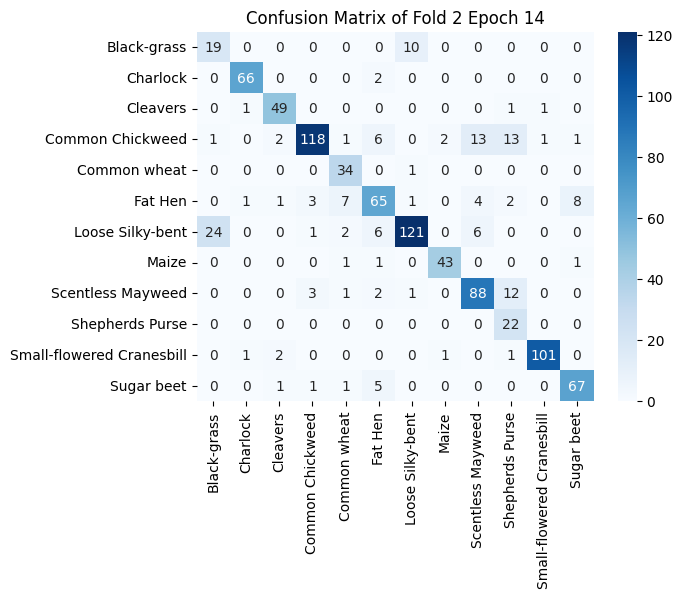 Confusion Matrix of Fold 2 Epoch 14
Black-grass 19 0 0 0 0 0 10 0 0 0 0 0
Charlock 0 66 0 0 0 2 0 0 0 0 0 0
Cleavers 0 1 49 0 0 0 0 0 0 1 1 0
Common Chickweed 1 0 2 118 1 6 0 2 13 13 1 1
Common wheat 0 0 0 0 34 0 1 0 0 0 0 0
Fat Hen 0 1 1 3 7 65 1 0 4 2 0 8
Loose Silky-bent 24 0 0 1 2 6 121 0 6 0 0 0
Maize 0 0 0 0 1 1 0 43 0 0 0 1
Scentless Mayweed 0 0 0 3 1 2 1 0 88 12 0 0
Shepherds Purse 0 0 0 0 0 0 0 0 0 22 0 0
Small-flowered Cranesbill 0 1 2 0 0 0 0 1 0 1 101 0
Sugar beet 0 0 1 1 1 5 0 0 0 0 0 67
Black-grass
Charlock
Cleavers
Common Chickweed
Common wheat
Fat Hen
Loose Silky-bent
Maize
Scentless Mayweed
Shepherds Purse
Small-flowered Cranesbill
Sugar beet
120
100
80
60
40
20
0